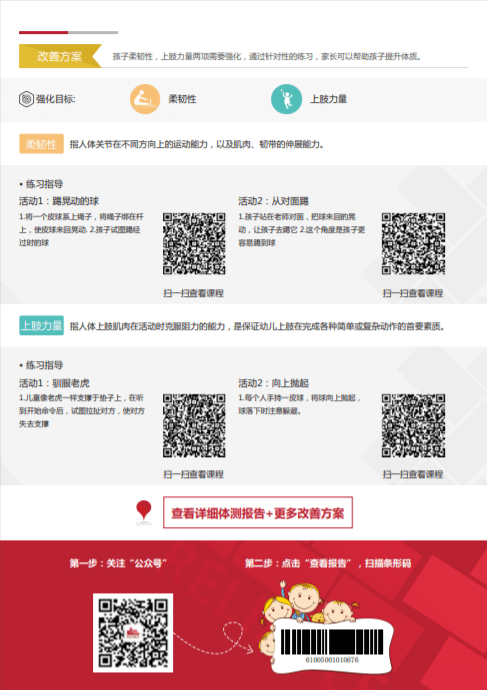 改善方案
孩子柔韧性，上肢力量两项需要强化，通过针对性的练习，家长可以帮助孩子提升体质。
强化目标:
柔韧性
上肢力量
柔韧性
指人体关节在不同方向上的运动能力，以及肌肉、韧带的伸展能力。
• 练习指导
活动1：踢晃动的球
1.将一个皮球系上绳子，将绳子绑在杆
上，使皮球来回晃动. 2.孩子试图踢经
过时的球
扫一扫查看课程
活动2：从对面踢
1.孩子站在老师对面，把球来回的晃
动，让孩子去踢它 2.这个角度是孩子更
容易踢到球
扫一扫查看课程
上肢力量
指人体上肢肌肉在活动时克服阻力的能力，是保证幼儿上肢在完成各种简单或复杂动作的首要素质。
• 练习指导
活动1：驯服老虎
1.儿童像老虎一样支撑于垫子上，在听
到开始命令后，试图拉扯对方，使对方
失去支撑
扫一扫查看课程
活动2：向上抛起
1.每个人手持一皮球，将球向上抛起，
球落下时注意躲避。
扫一扫查看课程
查看详细体测报告+更多改善方案
第一步：关注“公众号”
第二步：点击“查看报告”，扫描条形码
61005001010676